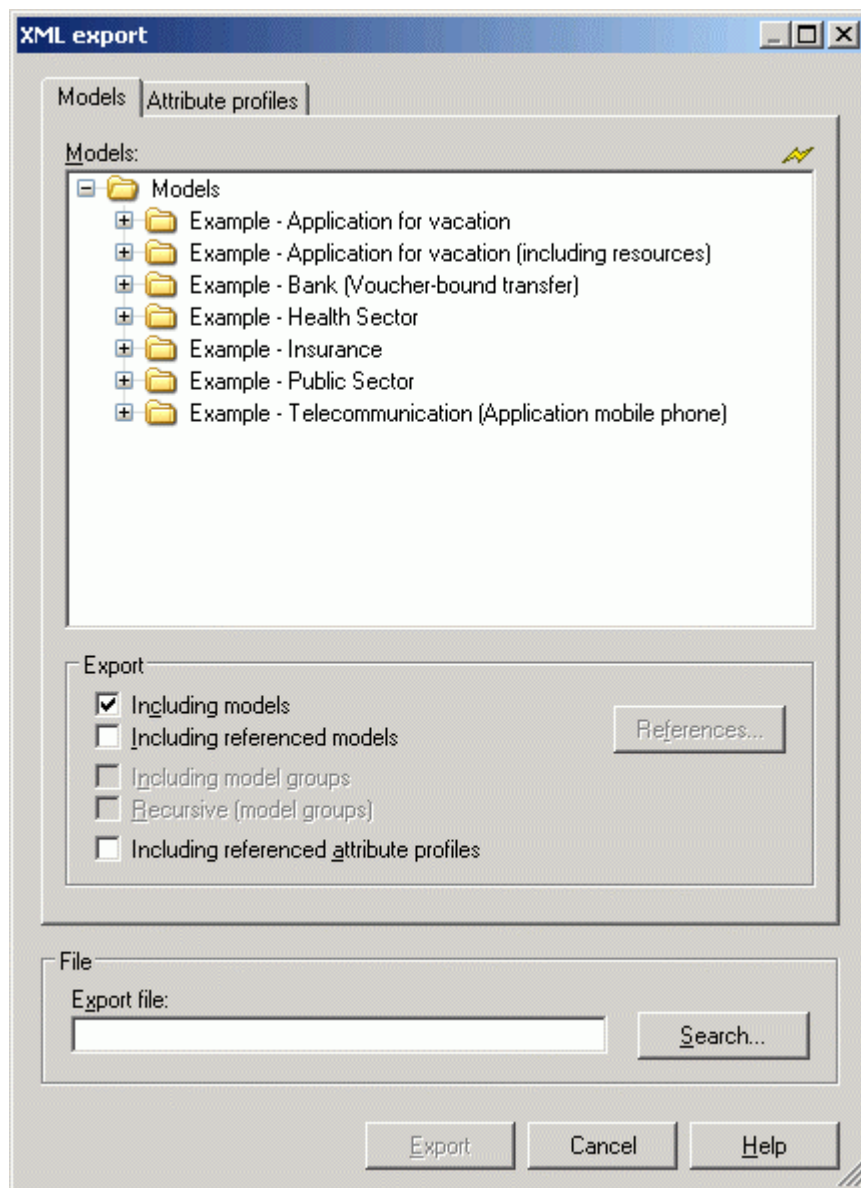 XML export
Models
Attribute profiles
Models:
Models
Example - Application for vacation
Example - Application for vacation (including resources)
Example - Bank (Voucher-bound transfer)
Example - Health Sector
Example - Insurance
Example - Public Sector
Example - Telecommunication (Application mobile phone)
Export
Including models
Including referenced models
References...
Including model groups
Recursive (model groups)
Including referenced attribute profiles
File
Export file:
Search...
Export
Cancel
Help